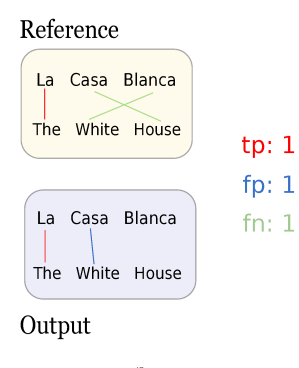 Reference
La Casa Blanca
The White House
tp: 1
fp: 1
fn: 1
La Casa Blanca
The White House
Output